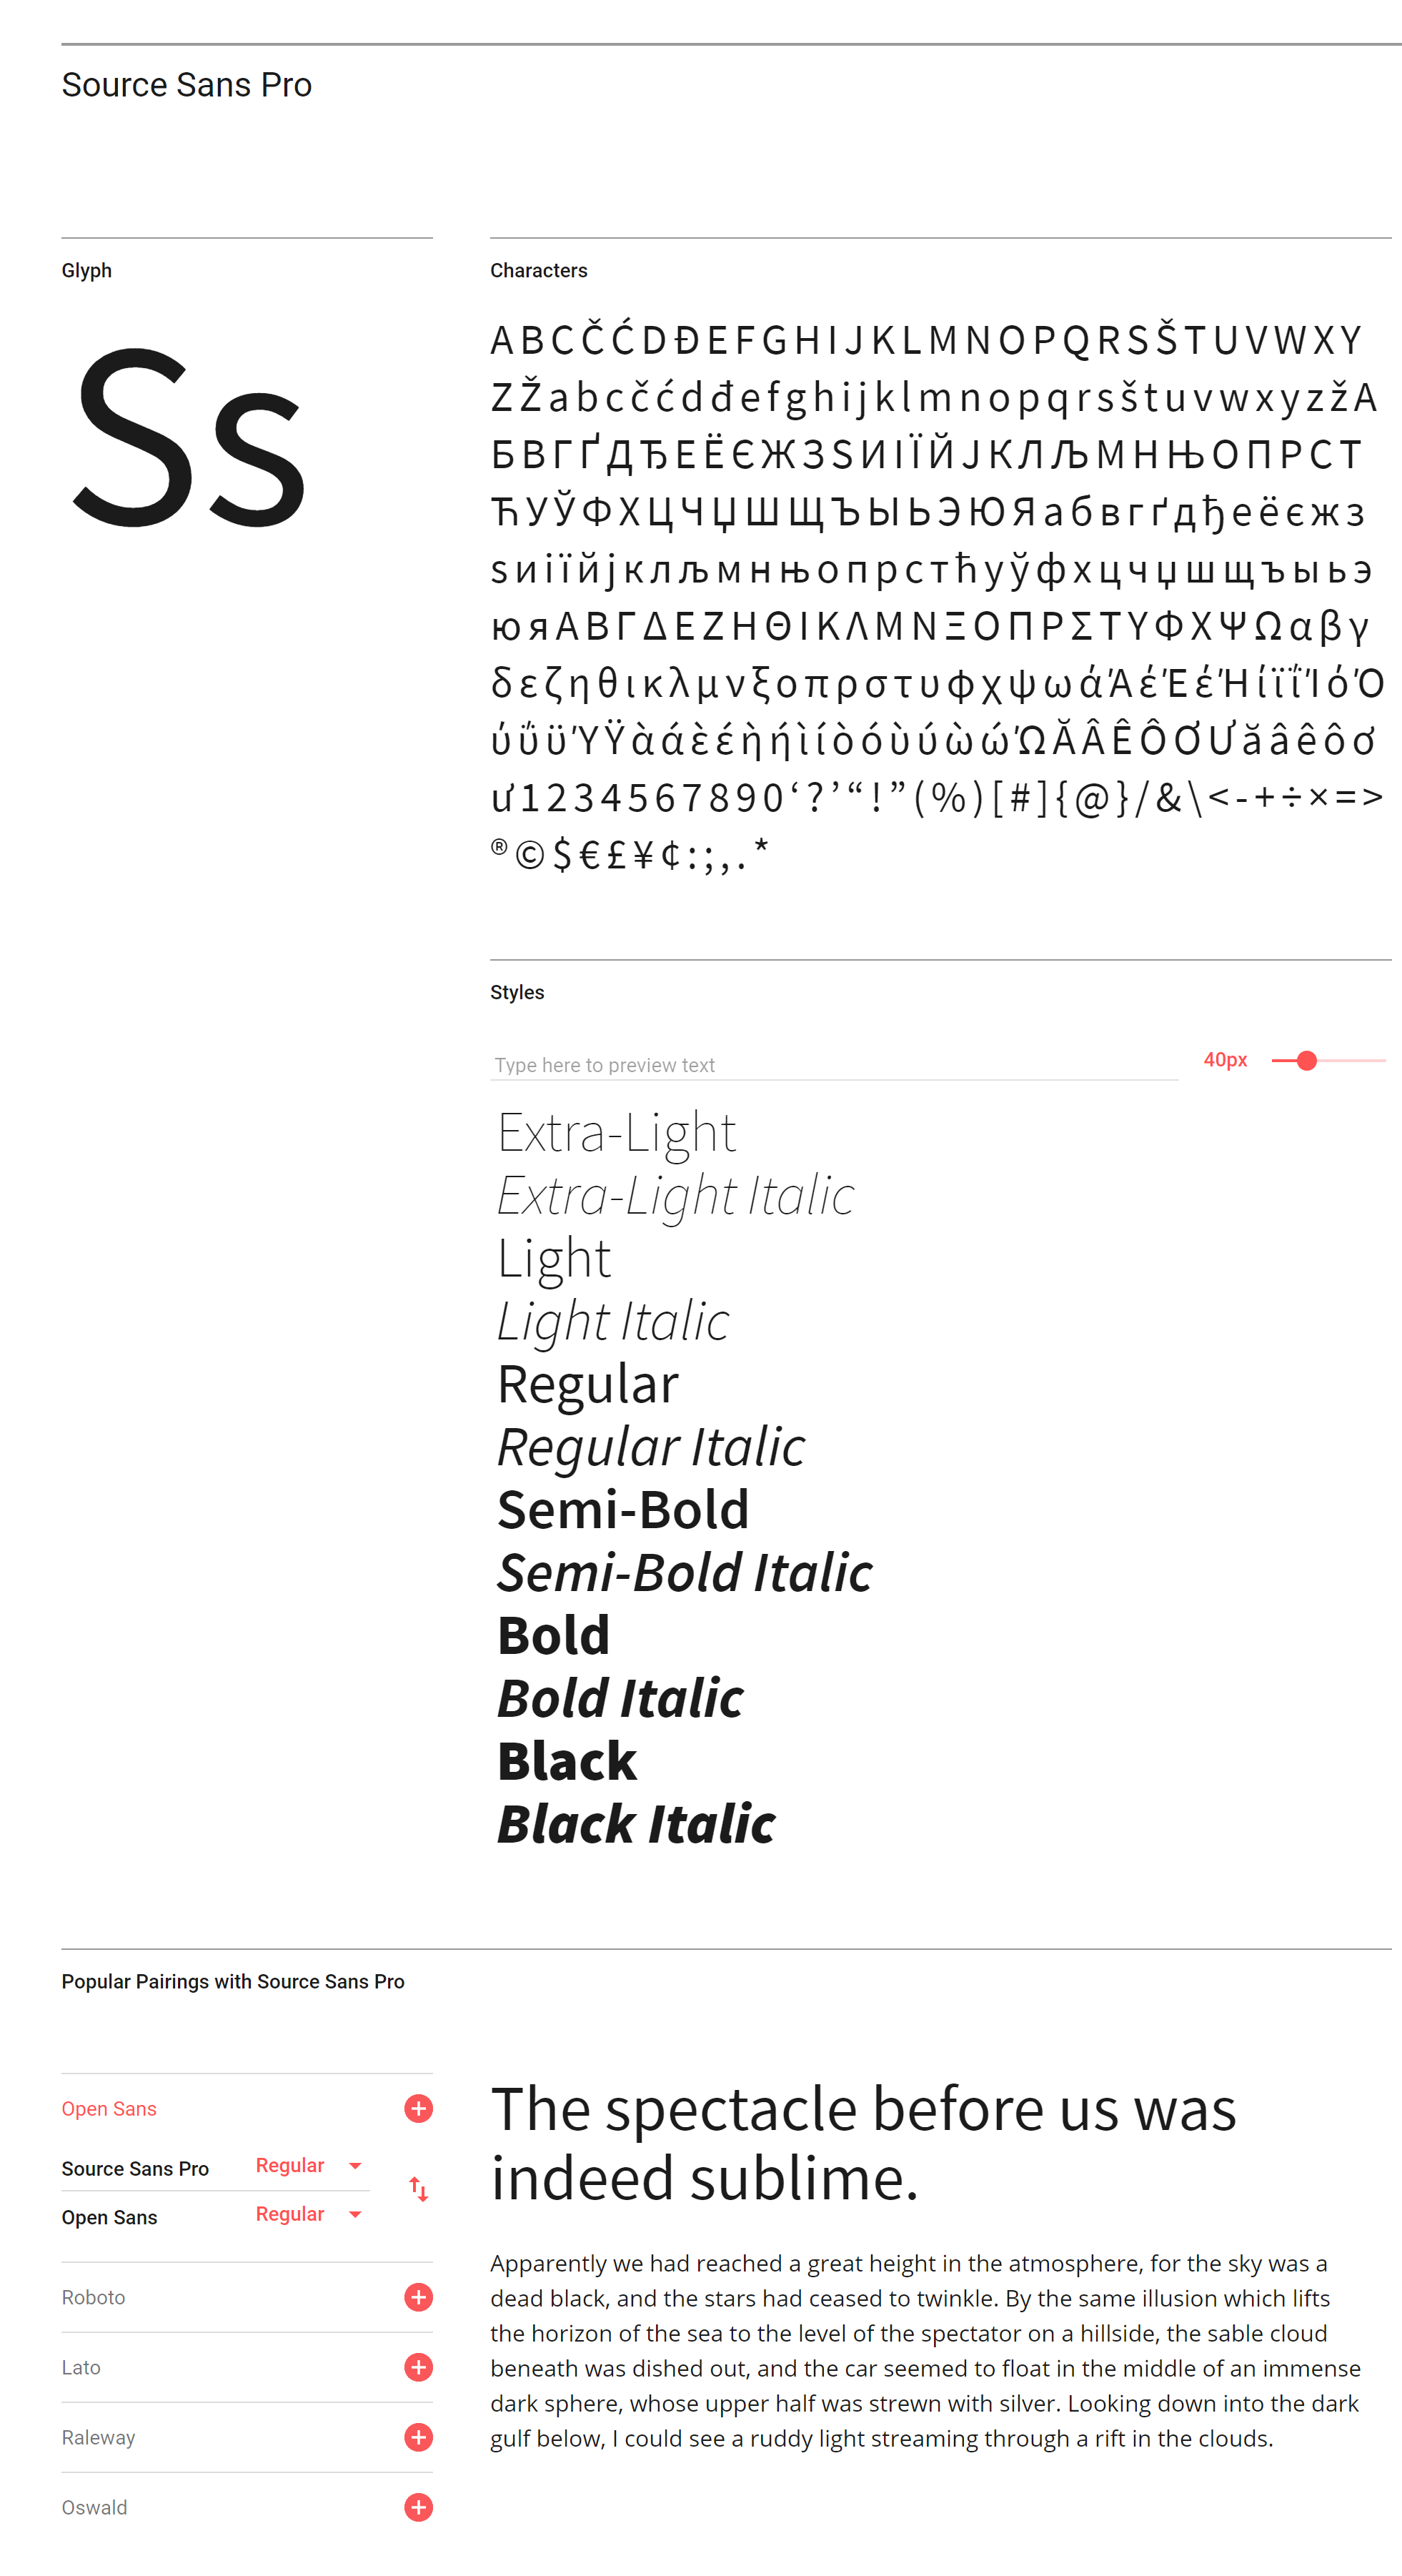 Source Sans Pro
Glyph
Ss
Characters
A B C Č Ć D Đ E F G H I J K L M N O P Q R S Š T U V W X Y
Z Ž a b c č ć d đ e f g h i j k l m n o p q r s š t u v w x y z ž А
Б В Г Ґ Д Ђ Е Ё Є Ж З Ѕ И І Ї Й Ј К Л Љ М Н Њ О П Р С Т
Ћ У Ў Ф Х Ц Ч Џ Ш Щ Ъ Ы Ь Э Ю Я а б в г ґ д ђ е ё є ж з
ѕ и і ї й ј к л љ м н њ о п р с т ћ у ў ф х ц ч џ ш щ ъ ы ь э
ю я Α Β Γ Δ Ε Ζ Η Θ Ι Κ Λ Μ Ν Ξ Ο Π Ρ Σ Τ Υ Φ Χ Ψ Ω α β γ
δ ε ζ η θ ι κ λ μ ν ξ ο π ρ σ τ υ φ χ ψ ω ά Ά έ Έ έ Ή ί ϊ ΐ Ί ό Ό
ύ ΰ ϋ Ύ Ϋ ὰ ά ὲ έ ὴ ή ὶ ί ὸ ό ὺ ύ ὼ ώ Ώ Ă Â Ê Ô Ơ Ư ă â ê ô ơ
ư 1 2 3 4 5 6 7 8 9 0 ‘ ? ’ “ ! ” ( % ) [ # ] { @ } / & \ < - + ÷ × = >
® © $ € £ ¥ ¢ : ; , . *
Styles
Type here to preview text
40px
Extra-Light
Extra-Light Italic
Light
Light Italic
Regular
Regular Italic
Semi-Bold
Semi-Bold Italic
Bold
Bold Italic
Black
Black Italic
Popular Pairings with Source Sans Pro
Open Sans
Source Sans Pro Regular
Open Sans Regular
Roboto
Lato
Raleway
Oswald
The spectacle before us was
indeed sublime.
Apparently we had reached a great height in the atmosphere, for the sky was a
dead black, and the stars had ceased to twinkle. By the same illusion which lifts
the horizon of the sea to the level of the spectator on a hillside, the sable cloud
beneath was dished out, and the car seemed to float in the middle of an immense
dark sphere, whose upper half was strewn with silver. Looking down into the dark
gulf below, I could see a ruddy light streaming through a rift in the clouds.